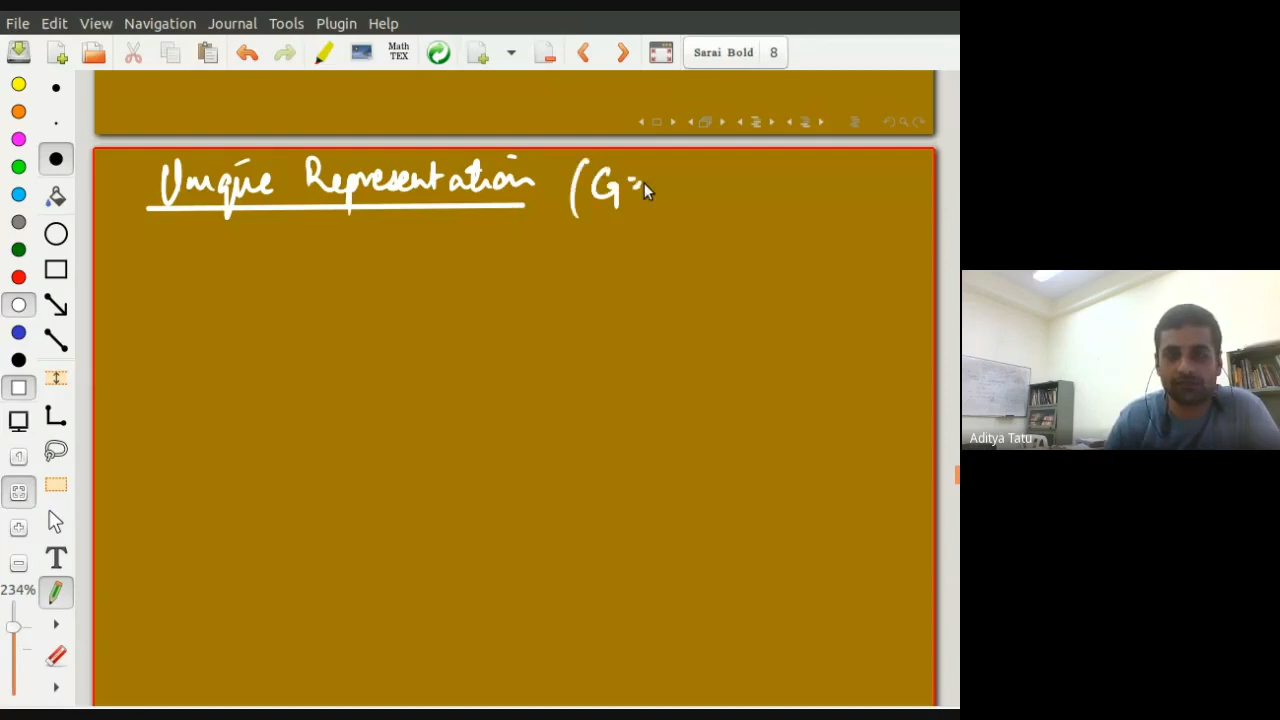 File Edit View Navigation Journal Tools Plugin Help
Math TEX Sarai Bold 8
Unique Representation (G =
234%
Aditya Tatu